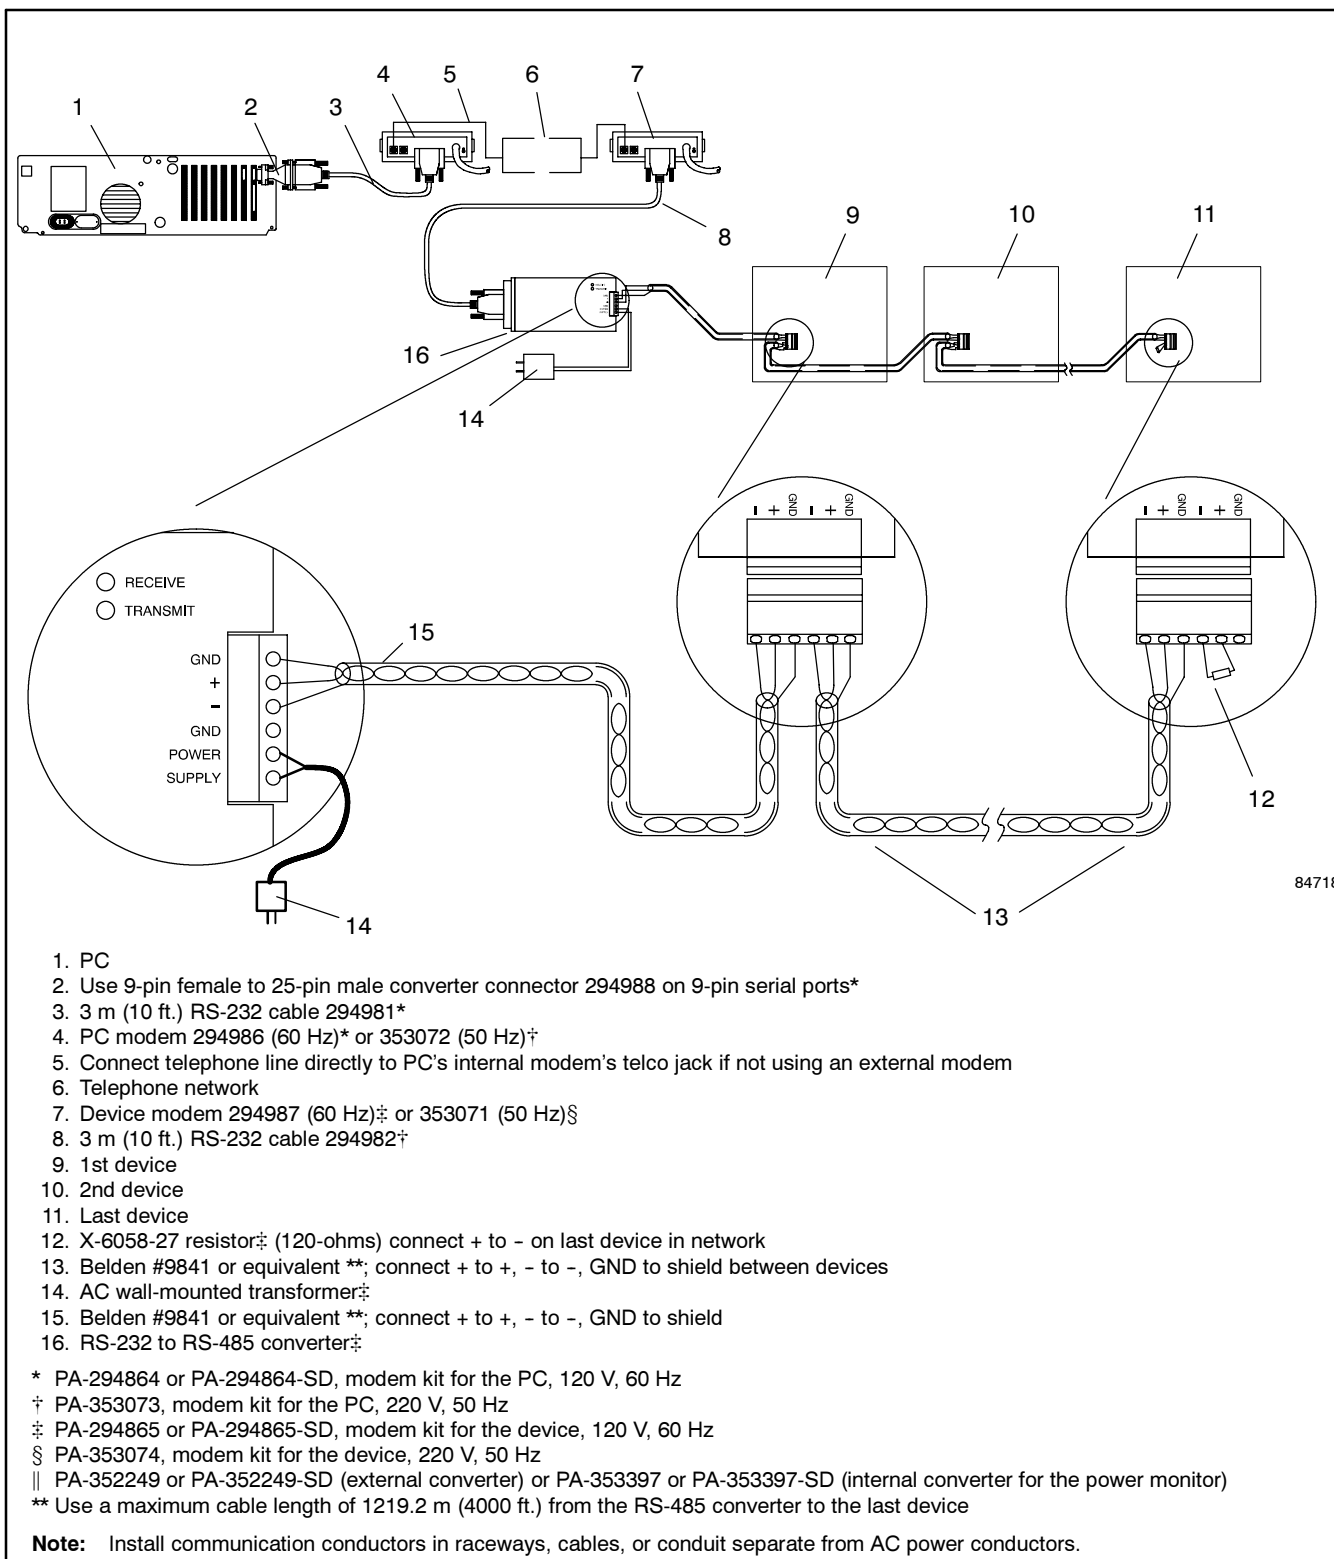 4 5 6 7
1 2 3
8 9 10 11
16
14
- + GND - + GND
- + GND - + GND
RECEIVE
TRANSMIT
15
GND
+
-
GND
POWER
SUPPLY
12
13
14
84718
1. PC
2. Use 9-pin female to 25-pin male converter connector 294988 on 9-pin serial ports*
3. 3 m (10 ft.) RS-232 cable 294981*
4. PC modem 294986 (60 Hz)* or 353072 (50 Hz)†
5. Connect telephone line directly to PC’s internal modem’s telco jack if not using an external modem
6. Telephone network
7. Device modem 294987 (60 Hz)‡ or 353071 (50 Hz)§
8. 3 m (10 ft.) RS-232 cable 294982†
9. 1st device
10. 2nd device
11. Last device
12. X-6058-27 resistor‡ (120-ohms) connect + to - on last device in network
13. Belden #9841 or equivalent **; connect + to +, - to -, GND to shield between devices
14. AC wall-mounted transformer‡
15. Belden #9841 or equivalent **; connect + to +, - to -, GND to shield
16. RS-232 to RS-485 converter‡
* PA-294864 or PA-294864-SD, modem kit for the PC, 120 V, 60 Hz
† PA-353073, modem kit for the PC, 220 V, 50 Hz
‡ PA-294865 or PA-294865-SD, modem kit for the device, 120 V, 60 Hz
§ PA-353074, modem kit for the device, 220 V, 50 Hz
|| PA-352249 or PA-352249-SD (external converter) or PA-353397 or PA-353397-SD (internal converter for the power monitor)
** Use a maximum cable length of 1219.2 m (4000 ft.) from the RS-485 converter to the last device
Note: Install communication conductors in raceways, cables, or conduit separate from AC power conductors.